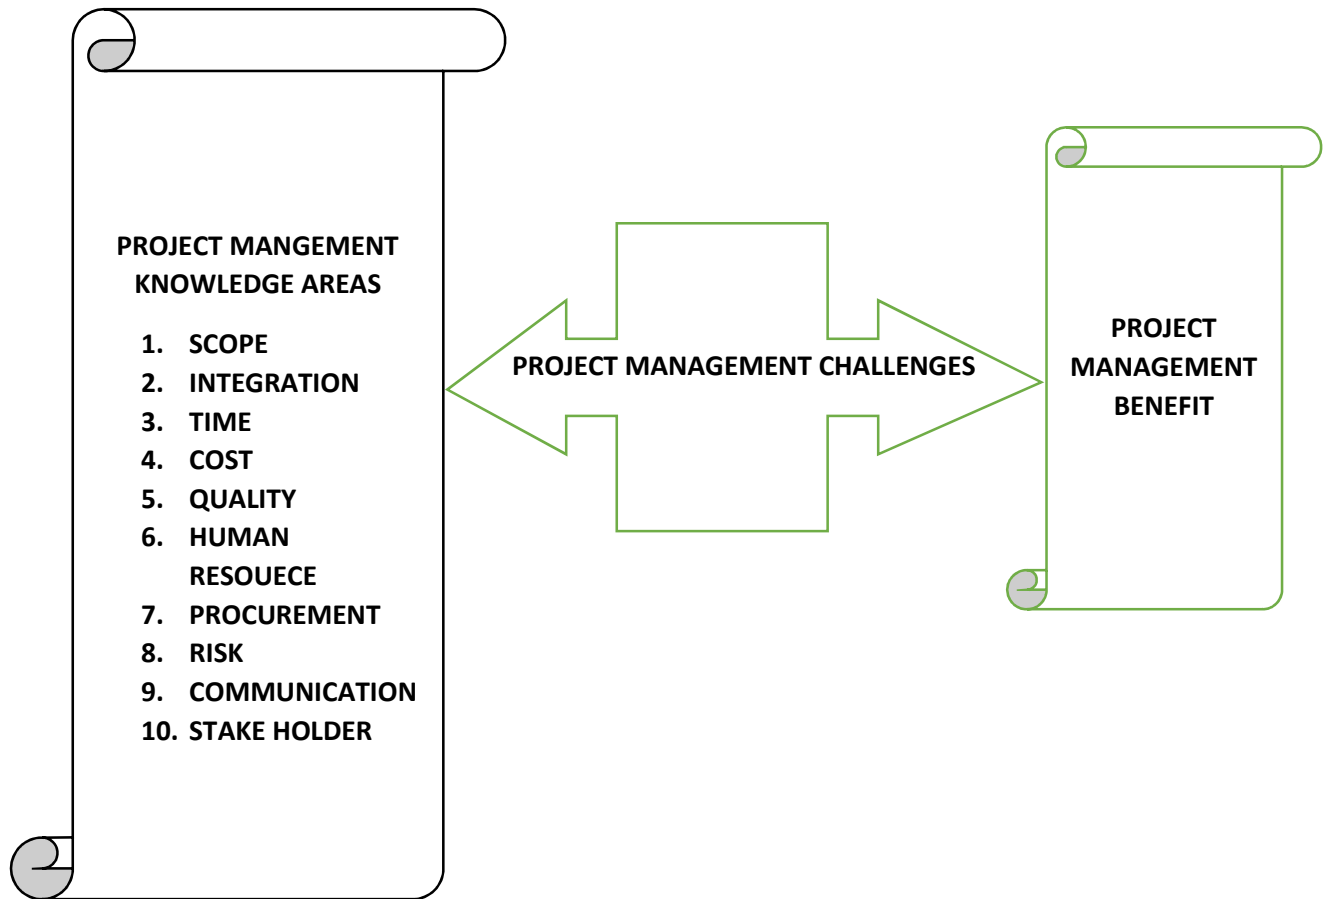 PROJECT MANGEMENT
KNOWLEDGE AREAS
1. SCOPE
2. INTEGRATION
3. TIME
4. COST
5. QUALITY
6. HUMAN
RESOUECE
7. PROCUREMENT
8. RISK
9. COMMUNICATION
10. STAKE HOLDER
PROJECT MANAGEMENT CHALLENGES
PROJECT
MANAGEMENT
BENEFIT